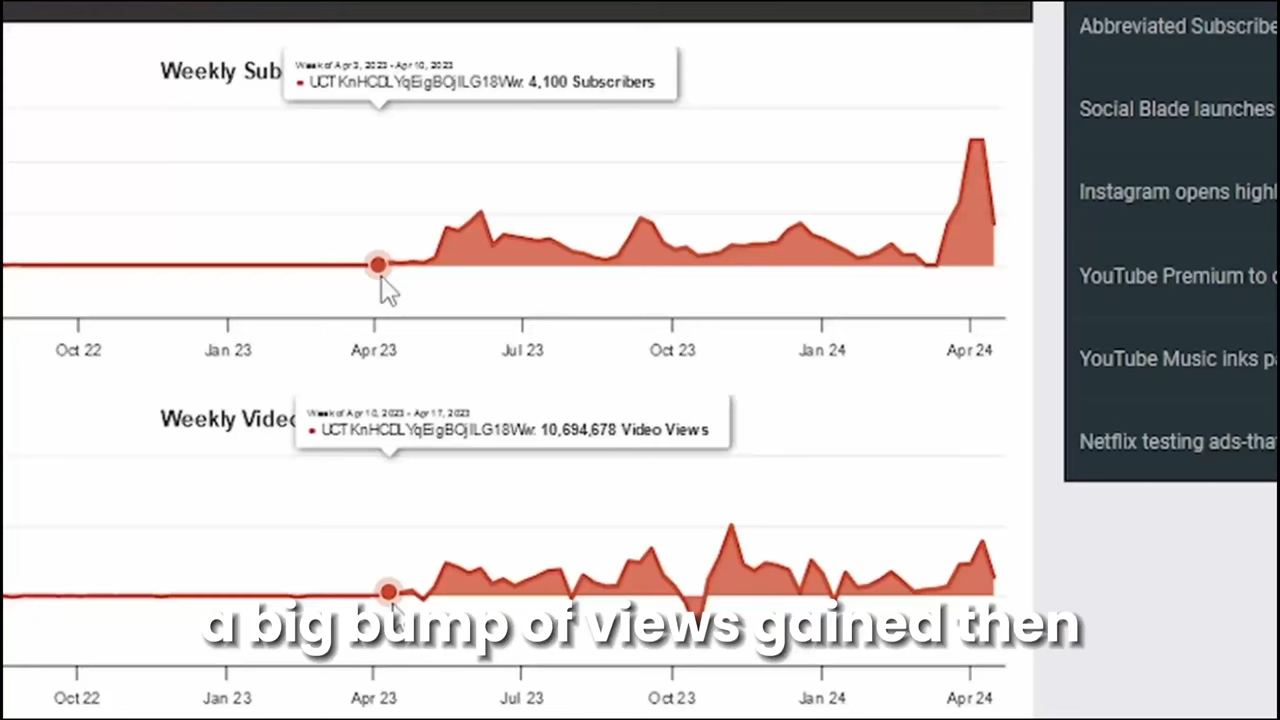 Weekly Sub
Week of Apr 3, 2023 - Apr 10, 2023
UCTKnHCDLYqEigBOjlLG18Ww: 4,100 Subscribers
Oct 22
Jan 23
Apr 23
Jul 23
Oct 23
Jan 24
Apr 24
Weekly Video
Week of Apr 10, 2023 - Apr 17, 2023
UCTKnHCDLYqEigBOjlLG18Ww: 10,694,678 Video Views
a big bump of views gained then
Oct 22
Jan 23
Apr 23
Jul 23
Oct 23
Jan 24
Apr 24
Abbreviated Subscribe
Social Blade launches
Instagram opens highl
YouTube Premium to
YouTube Music inks pa
Netflix testing ads-tha